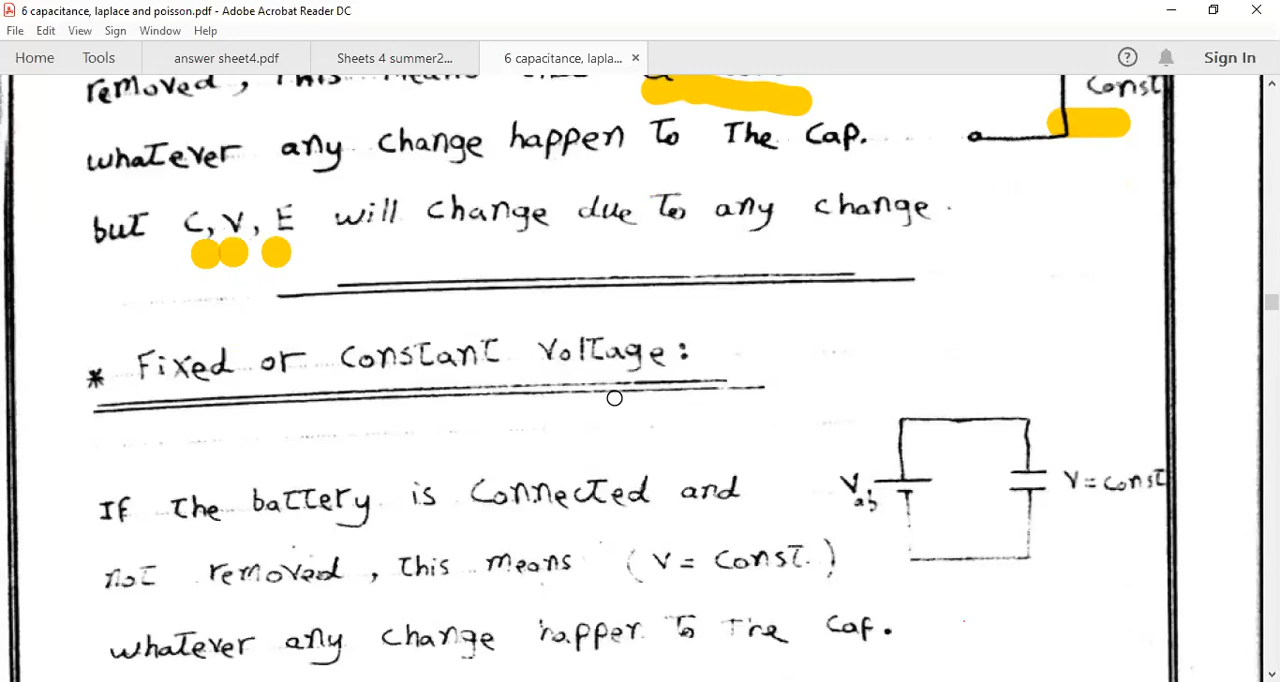 6 capacitance, laplace and poisson.pdf - Adobe Acrobat Reader DC
File Edit View Sign Window Help
Home Tools answer sheet4.pdf Sheets 4 summer2... 6 capacitance, lapla... × Sign In
removed, This means
Const
whatever any change happen To The Cap.
but C, V, E will change due To any change.
* Fixed or Constant Voltage:
If The battery is Connected and
Vab
V = const
not removed, this means (V = Const.)
whatever any change happen To The Cap.